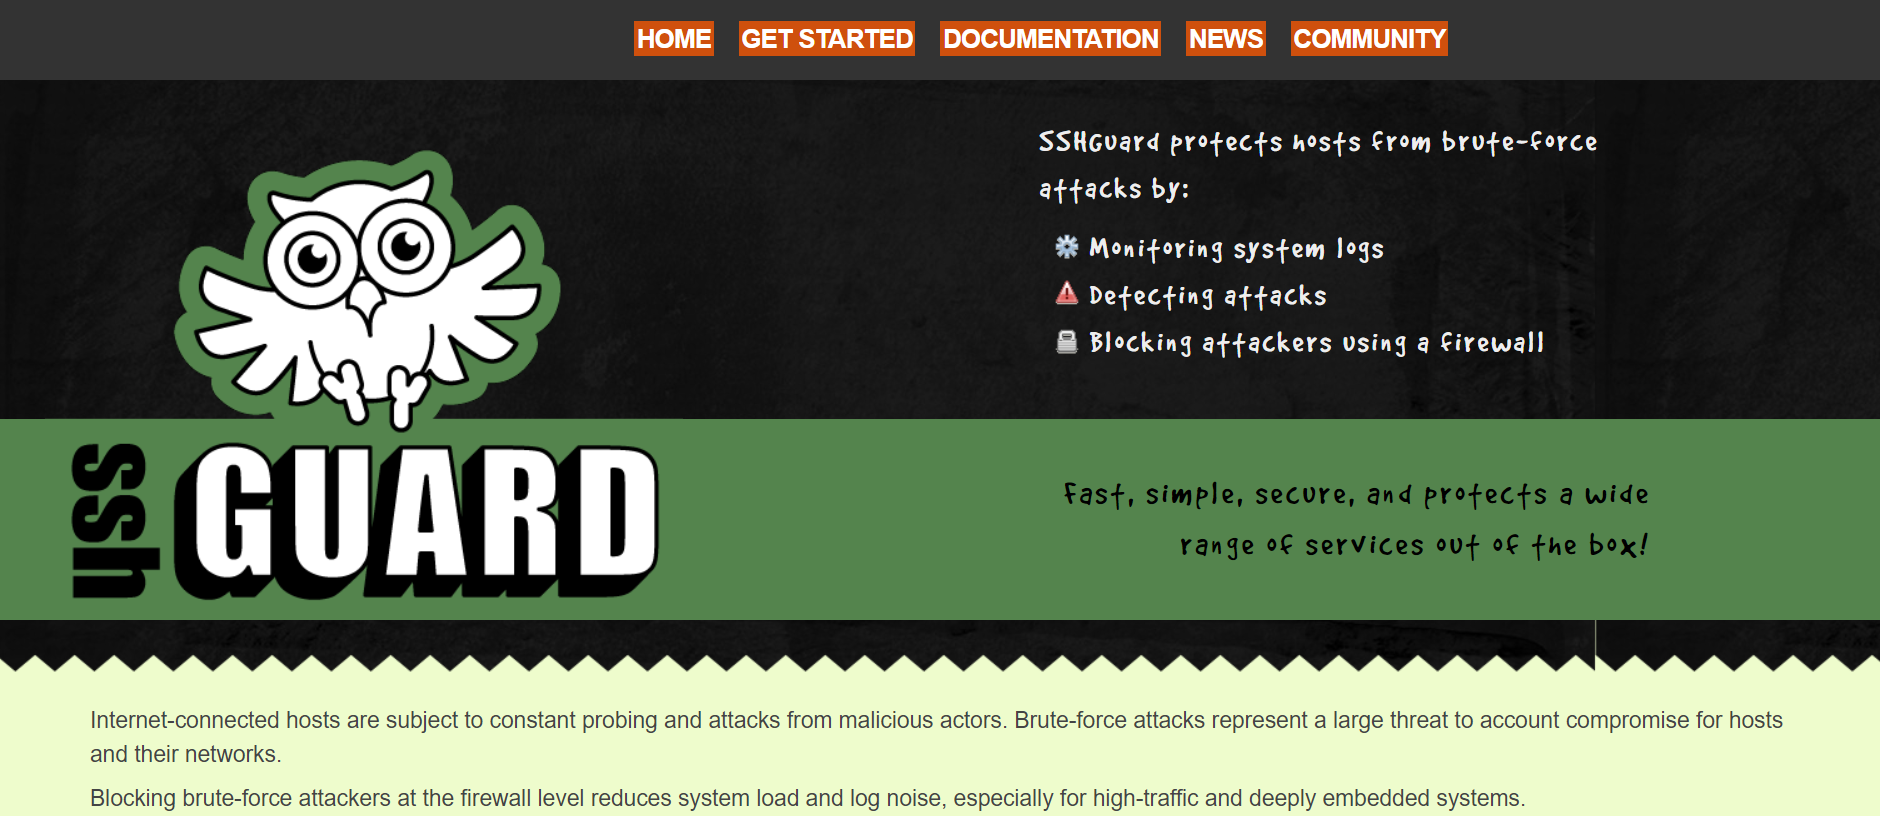 HOME GET STARTED DOCUMENTATION NEWS COMMUNITY
SSHGuard protects hosts from brute-force
attacks by:
Monitoring system logs
Detecting attacks
Blocking attackers using a firewall
ssh GUARD
Fast, simple, secure, and protects a wide
range of services out of the box!
Internet-connected hosts are subject to constant probing and attacks from malicious actors. Brute-force attacks represent a large threat to account compromise for hosts
and their networks.
Blocking brute-force attackers at the firewall level reduces system load and log noise, especially for high-traffic and deeply embedded systems.